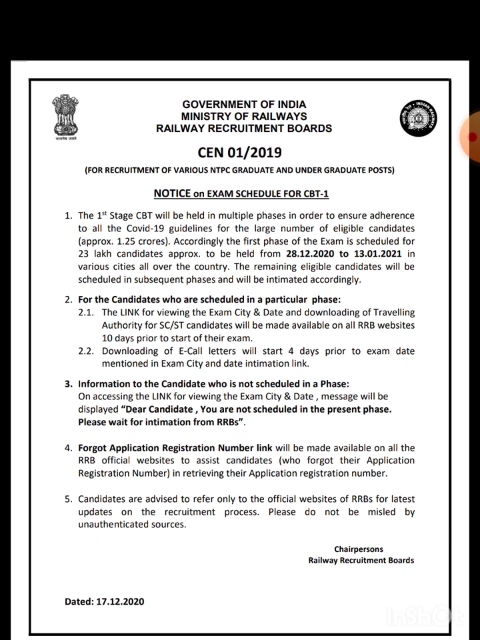 GOVERNMENT OF INDIA
MINISTRY OF RAILWAYS
RAILWAY RECRUITMENT BOARDS
CEN 01/2019
(FOR RECRUITMENT OF VARIOUS NTPC GRADUATE AND UNDER GRADUATE POSTS)
NOTICE on EXAM SCHEDULE FOR CBT-1
1. The 1st Stage CBT will be held in multiple phases in order to ensure adherence
to all the Covid-19 guidelines for the large number of eligible candidates
(approx. 1.25 crores). Accordingly the first phase of the Exam is scheduled for
23 lakh candidates approx. to be held from 28.12.2020 to 13.01.2021 in
various cities all over the country. The remaining eligible candidates will be
scheduled in subsequent phases and will be intimated accordingly.
2. For the Candidates who are scheduled in a particular phase:
2.1. The LINK for viewing the Exam City & Date and downloading of Travelling
Authority for SC/ST candidates will be made available on all RRB websites
10 days prior to start of their exam.
2.2. Downloading of E-Call letters will start 4 days prior to exam date
mentioned in Exam City and date intimation link.
3. Information to the Candidate who is not scheduled in a Phase:
On accessing the LINK for viewing the Exam City & Date , message will be
displayed “Dear Candidate , You are not scheduled in the present phase.
Please wait for intimation from RRBs”.
4. Forgot Application Registration Number link will be made available on all the
RRB official websites to assist candidates (who forgot their Application
Registration Number) in retrieving their Application registration number.
5. Candidates are advised to refer only to the official websites of RRBs for latest
updates on the recruitment process. Please do not be misled by
unauthenticated sources.
Chairpersons
Railway Recruitment Boards
Dated: 17.12.2020
InShOt